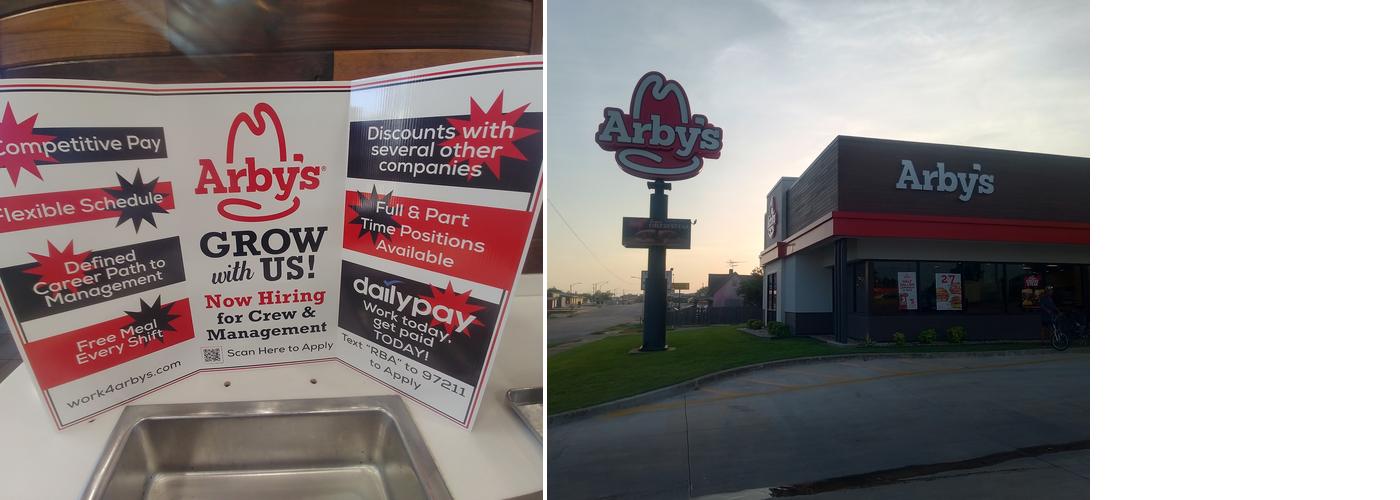 Competitive Pay
Flexible Schedule
Defined
Career Path to
Management
Free Meal
Every Shift
work4arbys.com
Arby's®
GROW
with US!
Now Hiring
for Crew &
Management
Scan Here to Apply
Discounts with
several other
companies
Full & Part
Time Positions
Available
dailypay
Work today,
get paid
TODAY!
Text "RBA" to 97211
to Apply
Arby's
Arby's